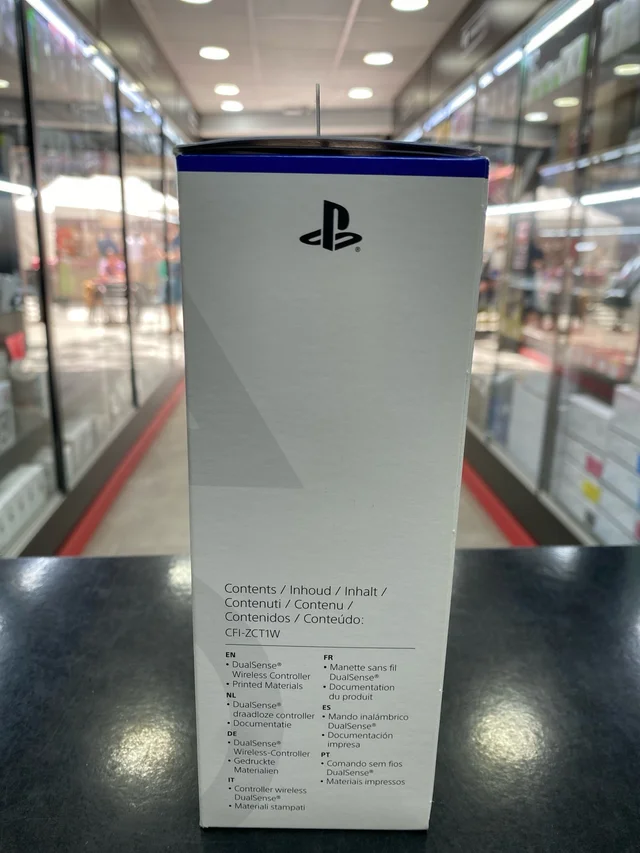 Contents / Inhoud / Inhalt /
Contenuti / Contenu /
Contenidos / Conteúdo:
CFI-ZCT1W
EN
• DualSense®
Wireless Controller
• Printed Materials
NL
• DualSense®
draadloze controller
• Documentatie
DE
• DualSense®
Wireless-Controller
• Gedruckte
Materialien
IT
• Controller wireless
DualSense®
• Materiali stampati
FR
• Manette sans fil
DualSense®
• Documentation
du produit
ES
• Mando inalámbrico
DualSense®
• Documentación
impresa
PT
• Comando sem fios
DualSense®
• Materiais impressos